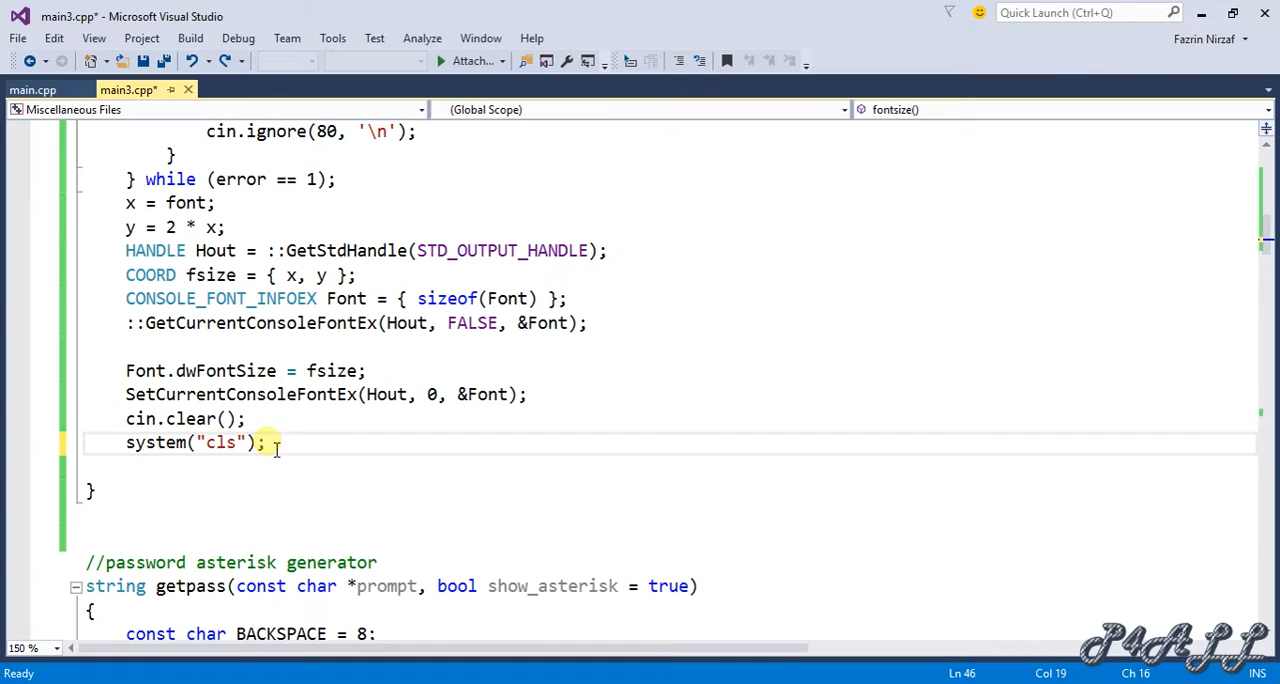 main3.cpp* - Microsoft Visual Studio
Quick Launch (Ctrl+Q)
File Edit View Project Build Debug Team Tools Test Analyze Window Help
Fazrin Nirzaf
Attach...
main.cpp main3.cpp*
Miscellaneous Files (Global Scope) fontsize()
cin.ignore(80, '\n');
}
} while (error == 1);
x = font;
y = 2 * x;
HANDLE Hout = ::GetStdHandle(STD_OUTPUT_HANDLE);
COORD fsize = { x, y };
CONSOLE_FONT_INFOEX Font = { sizeof(Font) };
::GetCurrentConsoleFontEx(Hout, FALSE, &Font);
Font.dwFontSize = fsize;
SetCurrentConsoleFontEx(Hout, 0, &Font);
cin.clear();
system("cls");
}
//password asterisk generator
string getpass(const char *prompt, bool show_asterisk = true)
{
const char BACKSPACE = 8;
150 %
P4ALL
Ready Ln 46 Col 19 Ch 16 INS